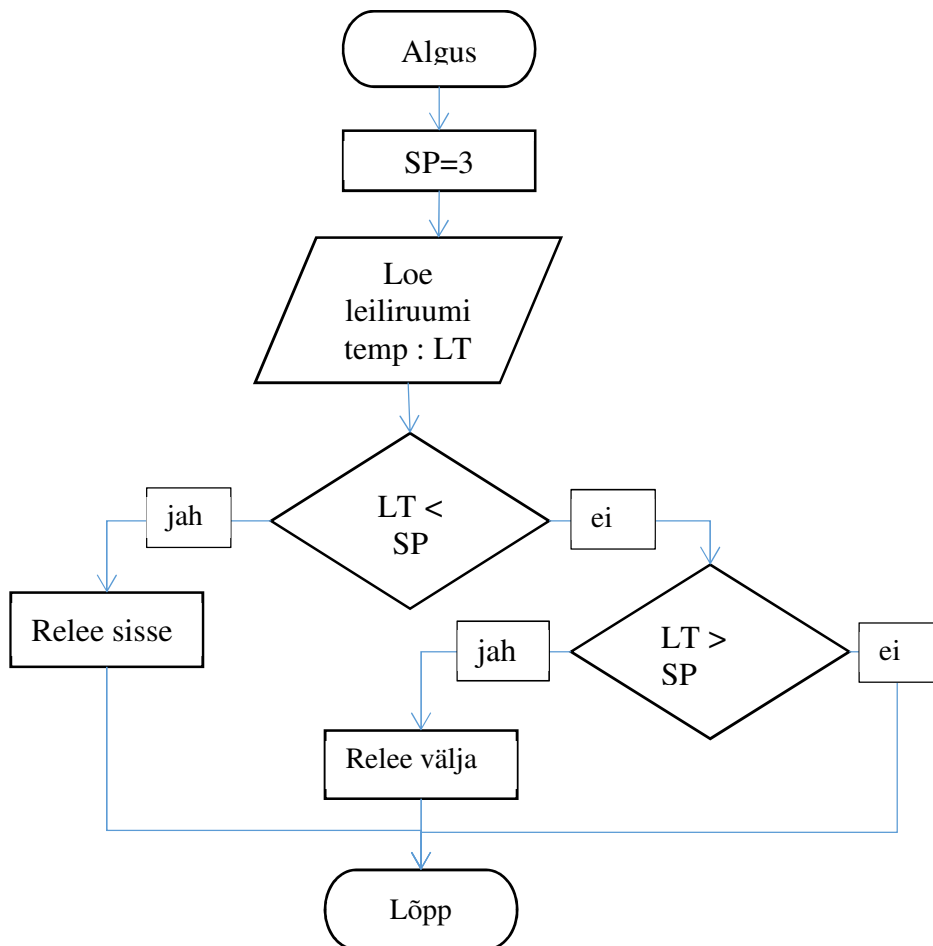 Algus
SP=3
Loe
leiliruumi
temp : LT
LT <
SP
jah
ei
Relee sisse
LT >
SP
jah
ei
Relee välja
Lõpp